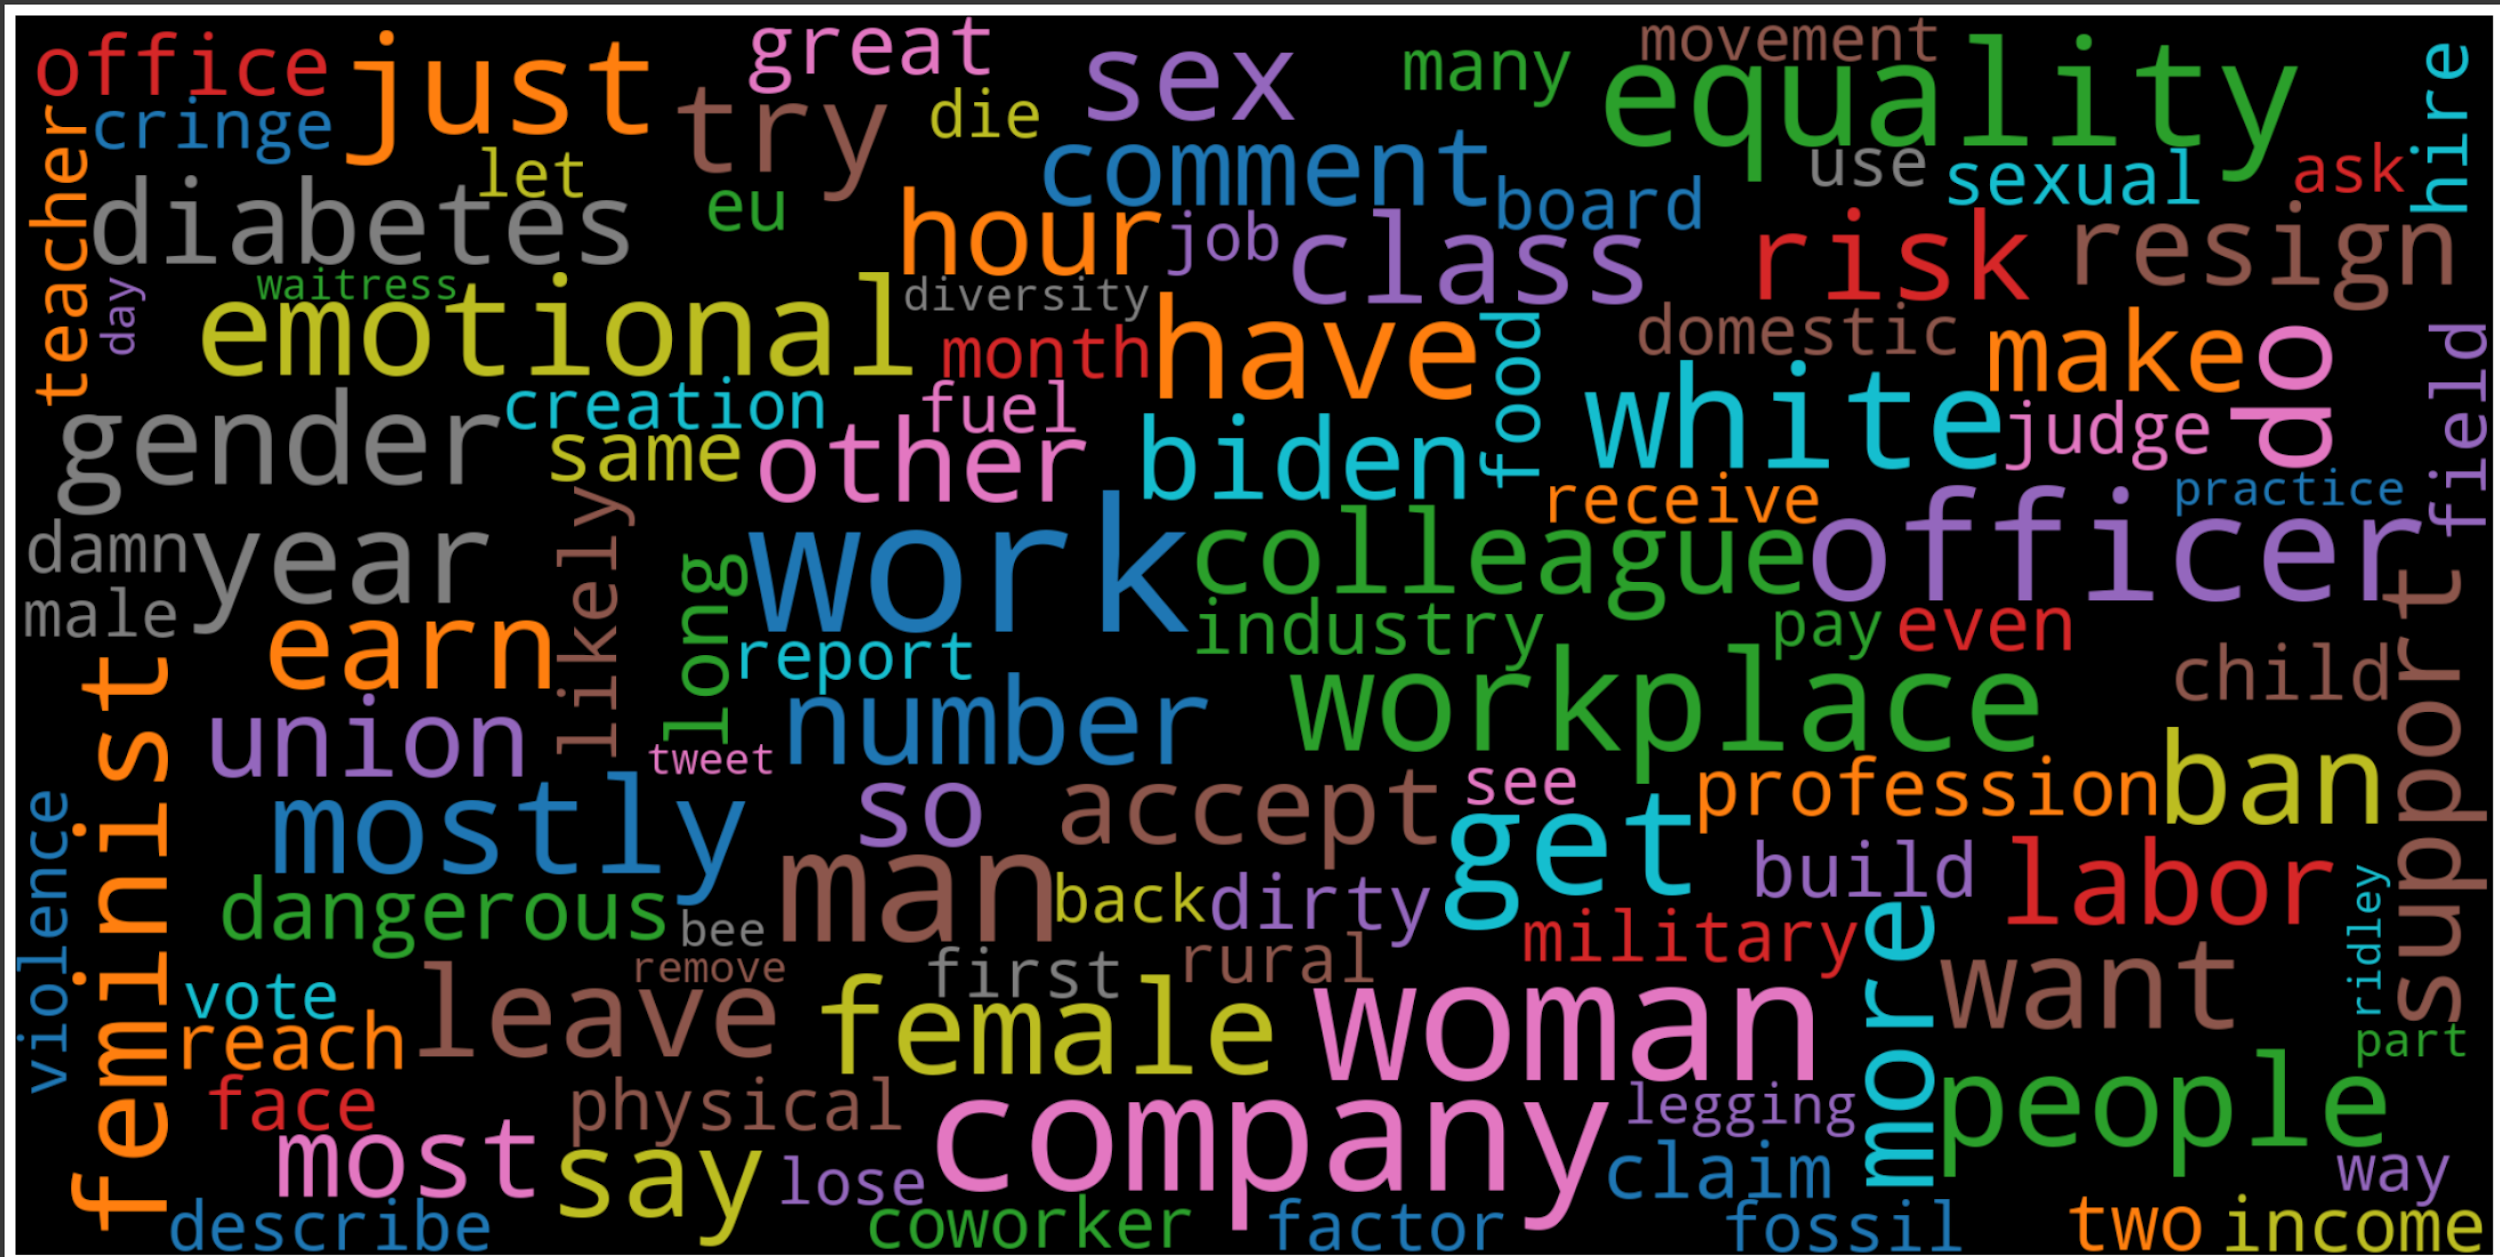 office
just
great
sex
many
movement
equality
hire
cringe
try
die
comment
use
sexual
ask
teacher
let
diabetes
eu
hour
job
board
class
risk
resign
day
waitress
emotional
diversity
month
have
food
domestic
make
do
field
gender
creation
same
fuel
other
biden
white
judge
practice
receive
damn
year
likely
long
work
colleague
officer
male
earn
report
industry
pay
even
child
support
feminist
union
tweet
number
workplace
violence
mostly
so
accept
see
get
profession
ban
dangerous
bee
man
back
dirty
build
labor
ridley
military
more
vote
reach
leave
remove
first
rural
female
woman
want
part
face
physical
company
legging
people
most
say
lose
claim
way
describe
coworker
factor
fossil
two
income